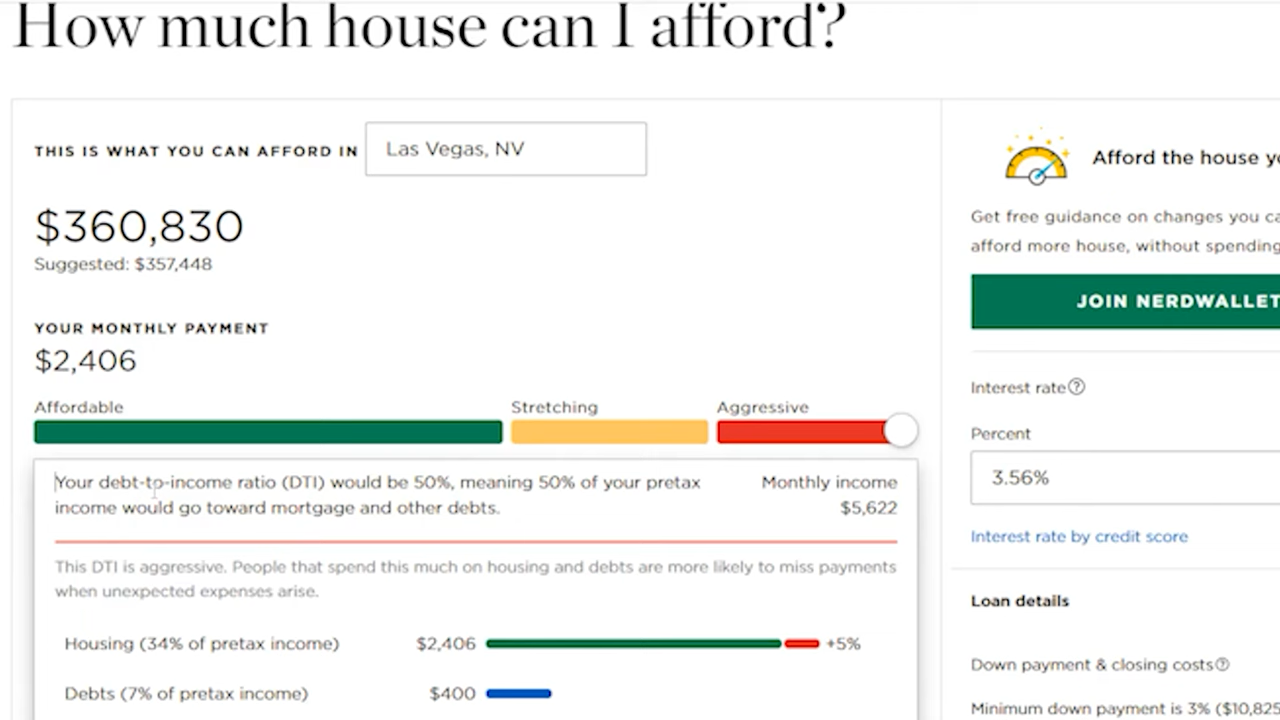 How much house can I afford?
THIS IS WHAT YOU CAN AFFORD IN Las Vegas, NV
$360,830
Suggested: $357,448
YOUR MONTHLY PAYMENT
$2,406
Affordable Stretching Aggressive
Your debt-to-income ratio (DTI) would be 50%, meaning 50% of your pretax
income would go toward mortgage and other debts.
Monthly income
$5,622
This DTI is aggressive. People that spend this much on housing and debts are more likely to miss payments
when unexpected expenses arise.
Housing (34% of pretax income) $2,406 +5%
Debts (7% of pretax income) $400
Afford the house
Get free guidance on changes you
afford more house, without spending
JOIN NERDWALLET
Interest rate
Percent
3.56%
Interest rate by credit score
Loan details
Down payment & closing costs
Minimum down payment is 3% ($10,825